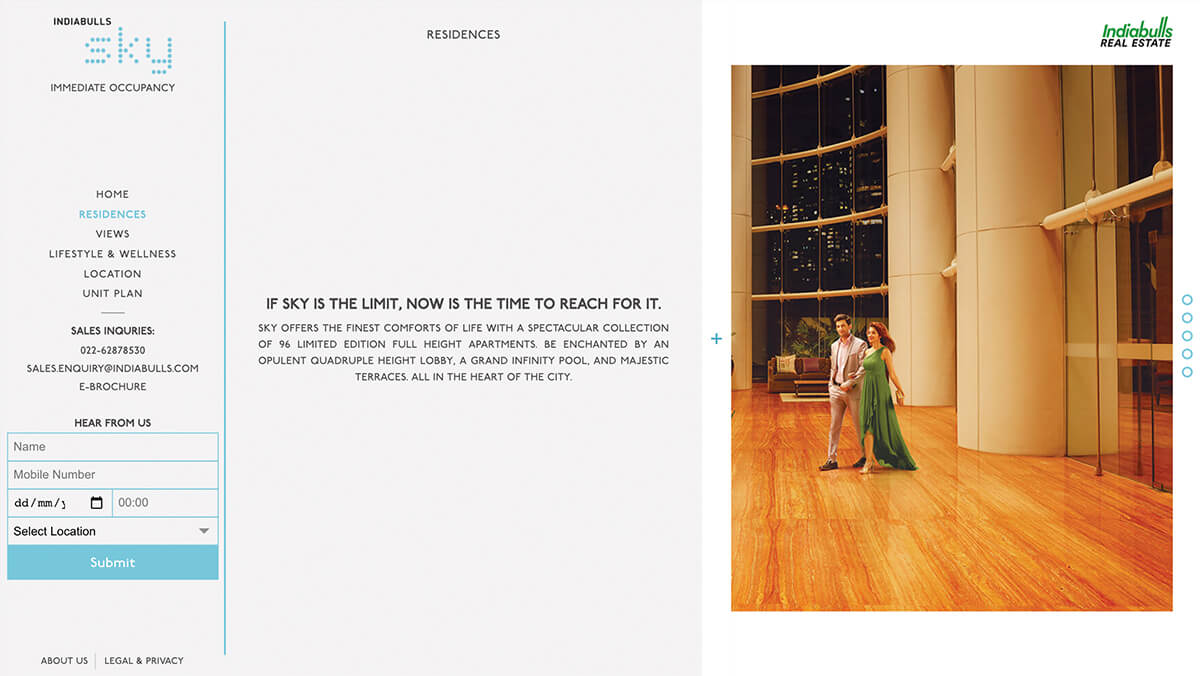 INDIABULLS
sky
IMMEDIATE OCCUPANCY
HOME
RESIDENCES
VIEWS
LIFESTYLE & WELLNESS
LOCATION
UNIT PLAN
SALES INQURIES:
022-62878530
SALES.ENQUIRY@INDIABULLS.COM
E-BROCHURE
HEAR FROM US
Name
Mobile Number
dd/mm/y 00:00
Select Location
Submit
ABOUT US | LEGAL & PRIVACY
RESIDENCES
IF SKY IS THE LIMIT, NOW IS THE TIME TO REACH FOR IT.
SKY OFFERS THE FINEST COMFORTS OF LIFE WITH A SPECTACULAR COLLECTION
OF 96 LIMITED EDITION FULL HEIGHT APARTMENTS. BE ENCHANTED BY AN
OPULENT QUADRUPLE HEIGHT LOBBY, A GRAND INFINITY POOL, AND MAJESTIC
TERRACES. ALL IN THE HEART OF THE CITY.
+
Indiabulls
REAL ESTATE